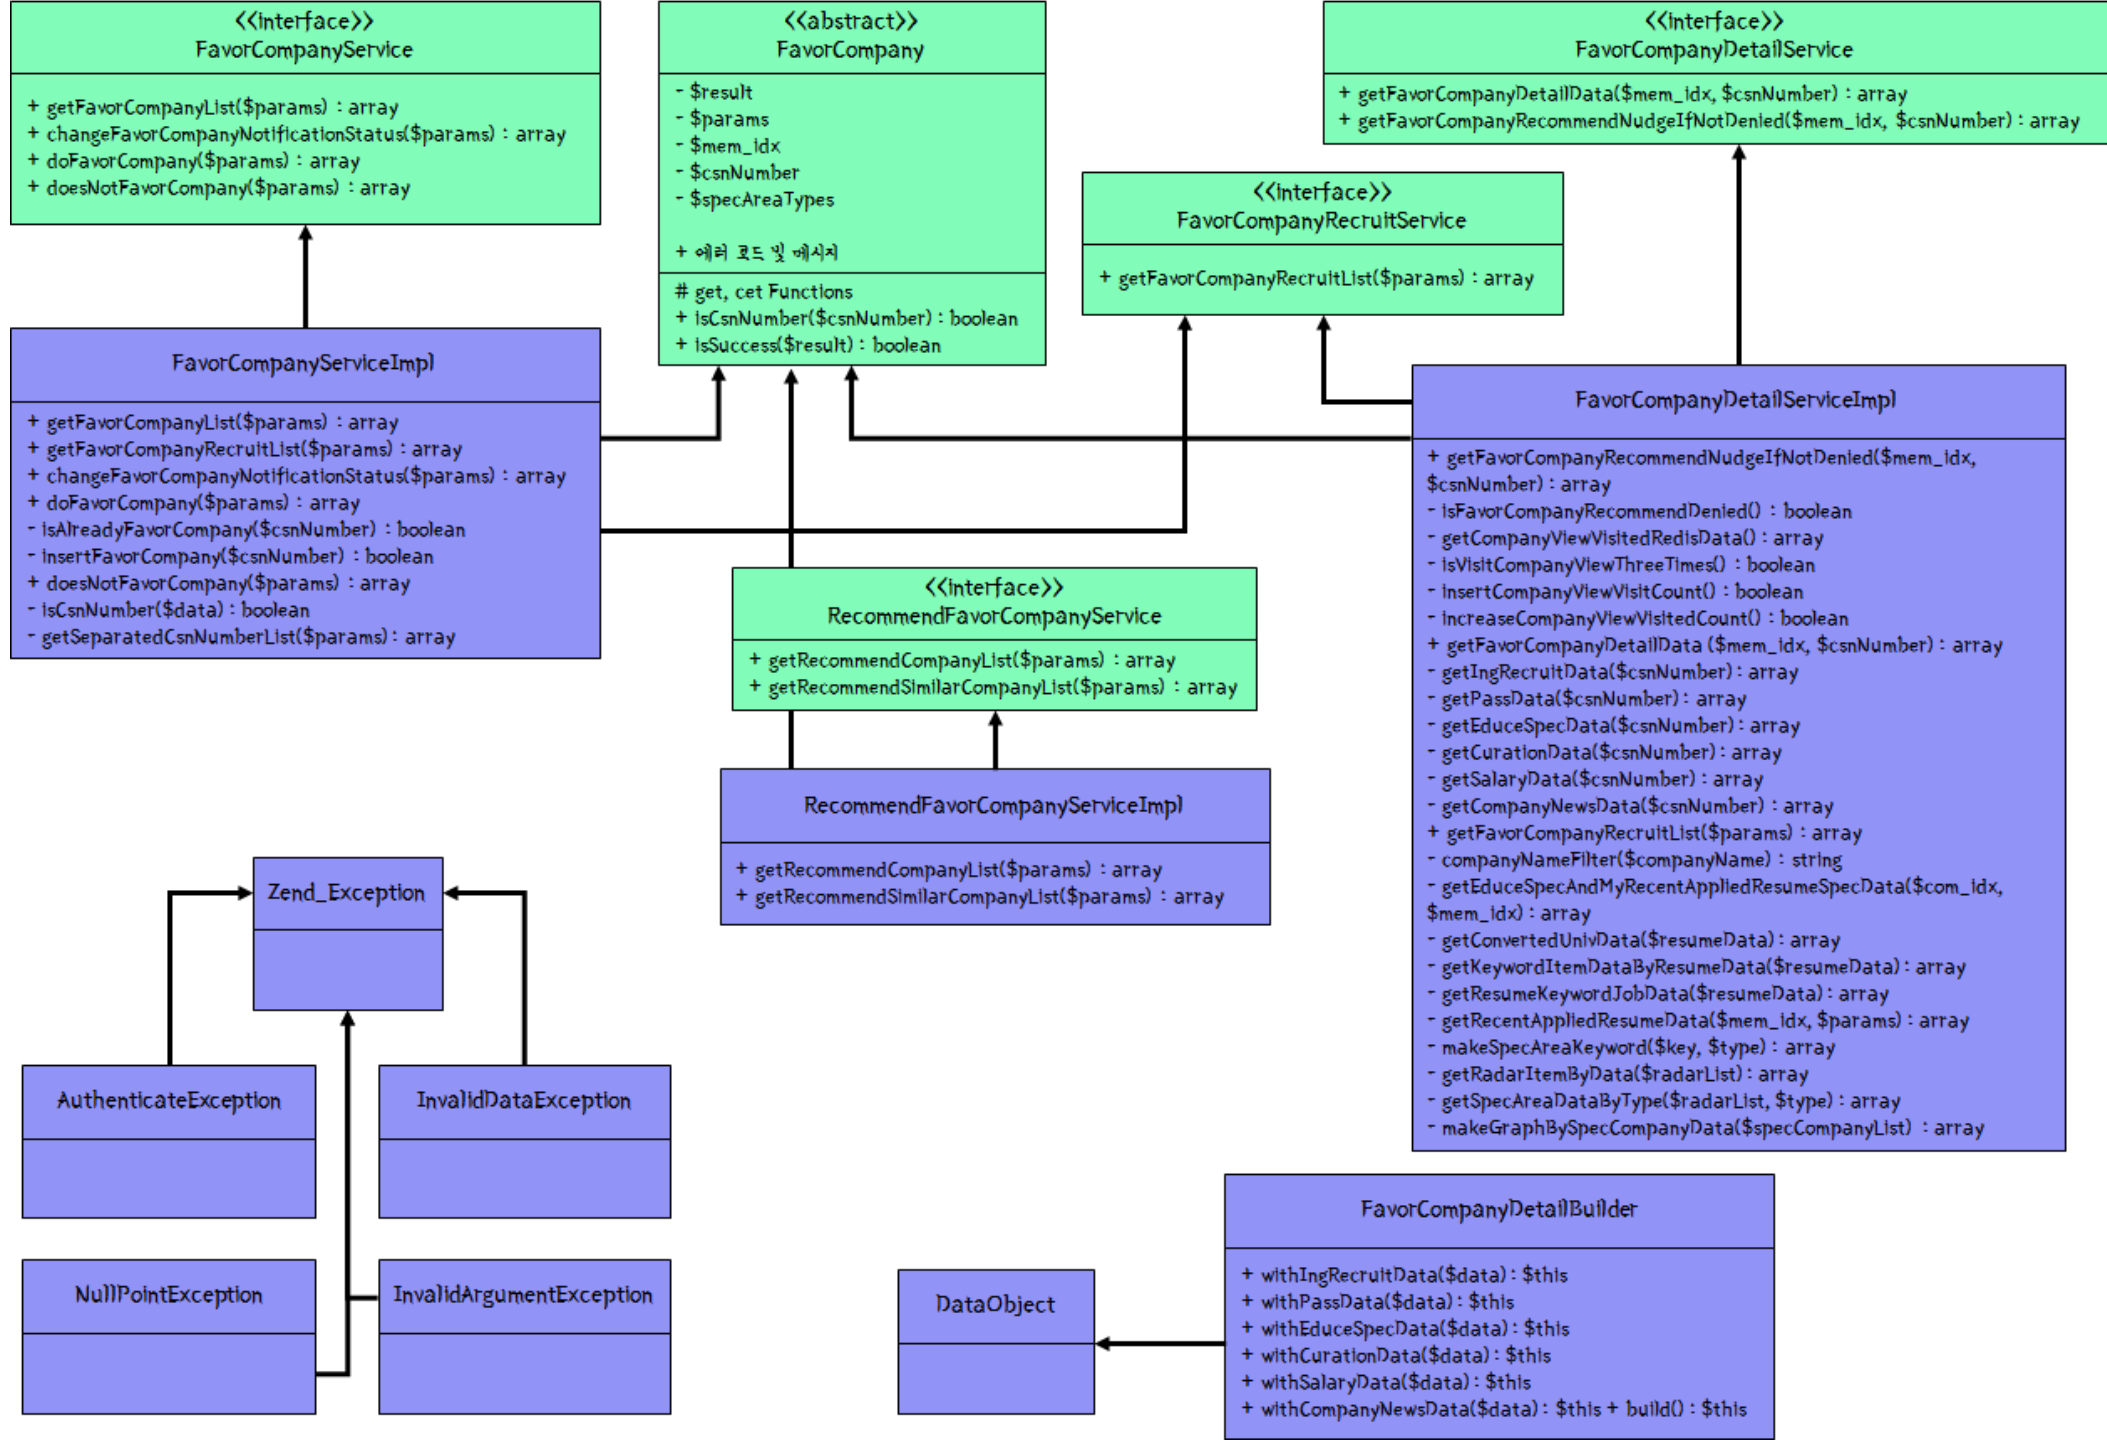 <<interface>>
FavorCompanyService
+ getFavorCompanyList($params) : array
+ changeFavorCompanyNotificationStatus($params) : array
+ doFavorCompany($params) : array
+ doesNotFavorCompany($params) : array
<<abstract>>
FavorCompany
- $result
- $params
- $mem_idx
- $csnNumber
- $specAreaTypes
+ 에러 코드 및 메시지
# get, cet Functions
+ isCsnNumber($csnNumber) : boolean
+ isSuccess($result) : boolean
<<interface>>
FavorCompanyDetailService
+ getFavorCompanyDetailData($mem_idx, $csnNumber) : array
+ getFavorCompanyRecommendNudgeIfNotDenied($mem_idx, $csnNumber) : array
<<interface>>
FavorCompanyRecruitService
+ getFavorCompanyRecruitList($params) : array
FavorCompanyServiceImpl
+ getFavorCompanyList($params) : array
+ getFavorCompanyRecruitList($params) : array
+ changeFavorCompanyNotificationStatus($params) : array
+ doFavorCompany($params) : array
- isAlreadyFavorCompany($csnNumber) : boolean
- insertFavorCompany($csnNumber) : boolean
+ doesNotFavorCompany($params) : array
- isCsnNumber($data) : boolean
- getSeparatedCsnNumberList($params) : array
FavorCompanyDetailServiceImpl
+ getFavorCompanyRecommendNudgeIfNotDenied($mem_idx,
$csnNumber) : array
- isFavorCompanyRecommendDenied() : boolean
- getCompanyViewVisitedRedisData() : array
- isVisitCompanyViewThreeTimes() : boolean
- insertCompanyViewVisitCount() : boolean
- increaseCompanyViewVisitedCount() : boolean
+ getFavorCompanyDetailData ($mem_idx, $csnNumber) : array
- getIngRecruitData($csnNumber) : array
- getPassData($csnNumber) : array
- getEduceSpecData($csnNumber) : array
- getCurationData($csnNumber) : array
- getSalaryData($csnNumber) : array
- getCompanyNewsData($csnNumber) : array
+ getFavorCompanyRecruitList($params) : array
- companyNameFilter($companyName) : string
- getEduceSpecAndMyRecentAppliedResumeSpecData($com_idx,
$mem_idx) : array
- getConvertedUnivData($resumeData) : array
- getKeywordItemDataByResumeData($resumeData) : array
- getResumeKeywordJobData($resumeData) : array
- getRecentAppliedResumeData($mem_idx, $params) : array
- makeSpecAreaKeyword($key, $type) : array
- getRadarItemByData($radarList) : array
- getSpecAreaDataByType($radarList, $type) : array
- makeGraphBySpecCompanyData($specCompanyList) : array
<<interface>>
RecommendFavorCompanyService
+ getRecommendCompanyList($params) : array
+ getRecommendSimilarCompanyList($params) : array
RecommendFavorCompanyServiceImpl
+ getRecommendCompanyList($params) : array
+ getRecommendSimilarCompanyList($params) : array
Zend_Exception
AuthenticateException
InvalidDataException
NullPointException
InvalidArgumentException
DataObject
FavorCompanyDetailBuilder
+ withIngRecruitData($data) : $this
+ withPassData($data) : $this
+ withEduceSpecData($data) : $this
+ withCurationData($data) : $this
+ withSalaryData($data) : $this
+ withCompanyNewsData($data) : $this + build() : $this